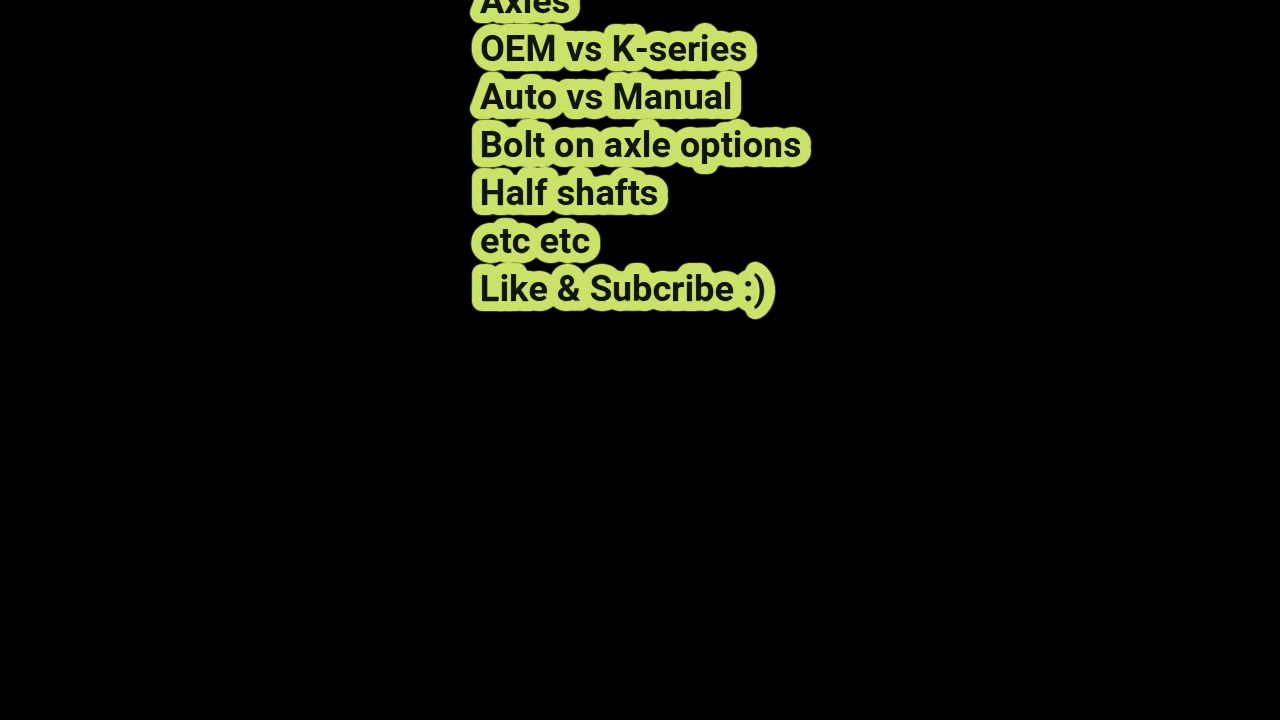 Axles
OEM vs K-series
Auto vs Manual
Bolt on axle options
Half shafts
etc etc
Like & Subcribe :)